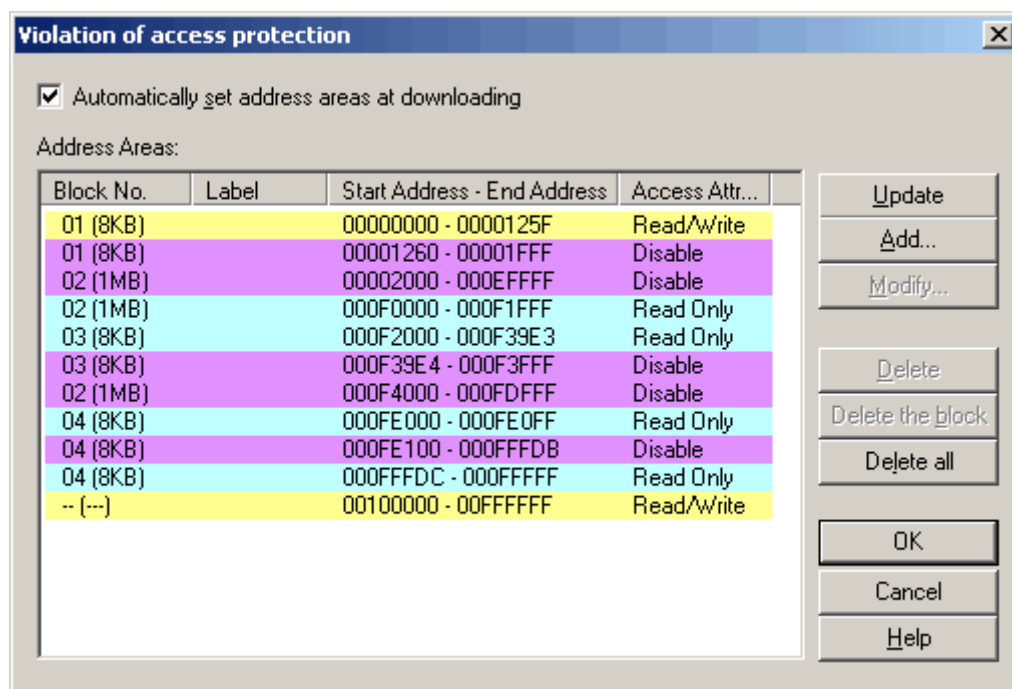 Violation of access protection
Automatically set address areas at downloading
Address Areas:
Block No. Label Start Address - End Address Access Attr...
01 (8KB) 00000000 - 0000125F Read/Write
01 (8KB) 00001260 - 00001FFF Disable
02 (1MB) 00002000 - 000EFFFF Disable
02 (1MB) 000F0000 - 000F1FFF Read Only
03 (8KB) 000F2000 - 000F39E3 Read Only
03 (8KB) 000F39E4 - 000F3FFF Disable
02 (1MB) 000F4000 - 000FDFFF Disable
04 (8KB) 000FE000 - 000FE0FF Read Only
04 (8KB) 000FE100 - 000FFFDB Disable
04 (8KB) 000FFFDC - 000FFFFF Read Only
-- (---) 00100000 - 00FFFFFF Read/Write
Update
Add...
Modify...
Delete
Delete the block
Delete all
OK
Cancel
Help